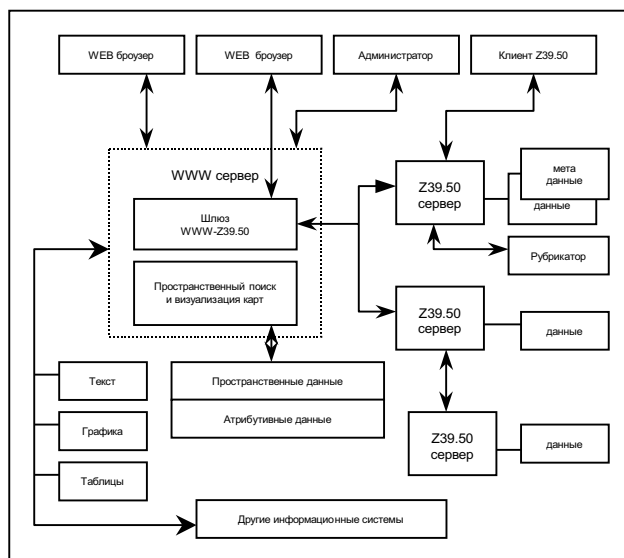 WEB броузер
WEB броузер
Администратор
Клиент Z39.50
WWW сервер
Шлюз
WWW-Z39.50
Пространственный поиск
и визуализация карт
Z39.50
сервер
мета
данные
данные
Рубрикатор
Z39.50
сервер
данные
Пространственные данные
Атрибутивные данные
Текст
Графика
Таблицы
Z39.50
сервер
данные
Другие информационные системы